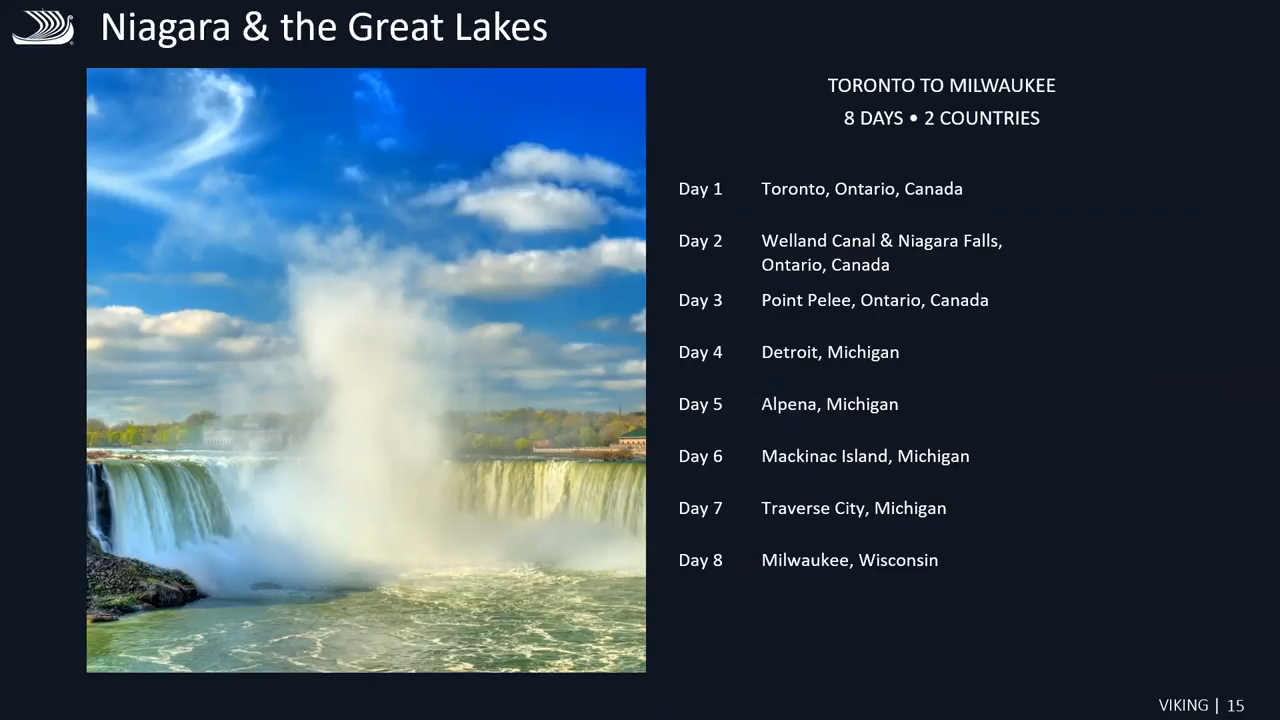 Niagara & the Great Lakes
TORONTO TO MILWAUKEE
8 DAYS • 2 COUNTRIES
Day 1 Toronto, Ontario, Canada
Day 2 Welland Canal & Niagara Falls,
Ontario, Canada
Day 3 Point Pelee, Ontario, Canada
Day 4 Detroit, Michigan
Day 5 Alpena, Michigan
Day 6 Mackinac Island, Michigan
Day 7 Traverse City, Michigan
Day 8 Milwaukee, Wisconsin
VIKING | 15